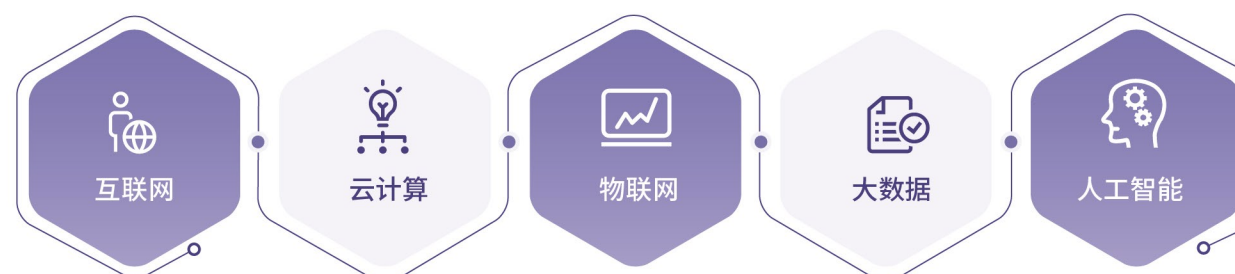 互联网
云计算
物联网
大数据
人工智能